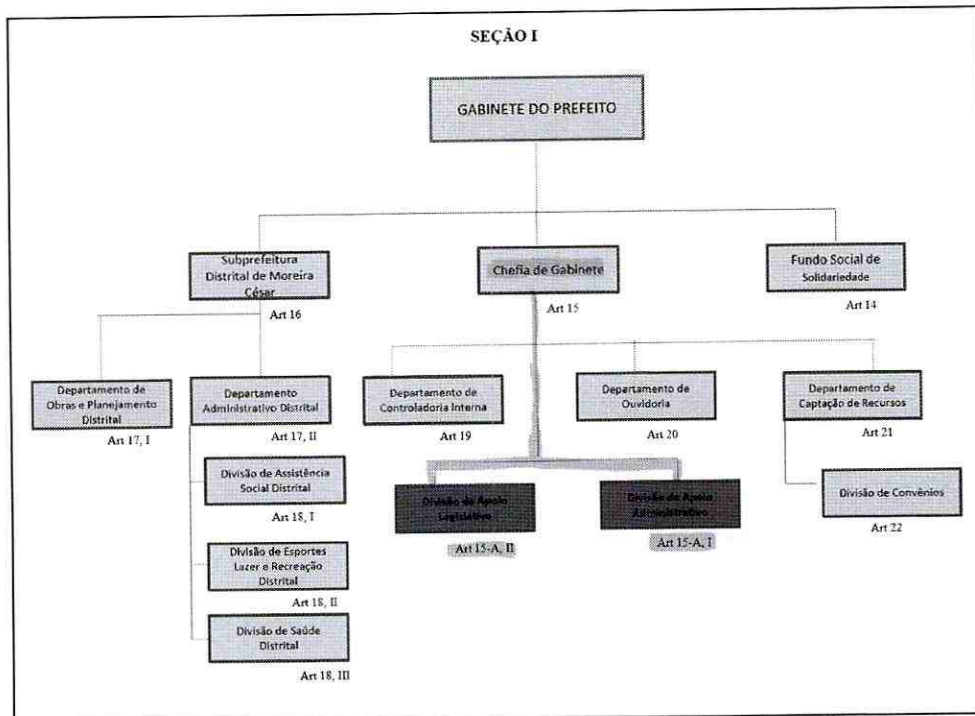 SEÇÃO I
GABINETE DO PREFEITO
Subprefeitura
Distrital de Moreira
César
Art 16
Chefia de Gabinete
Art 15
Fundo Social de
Solidariedade
Art 14
Departamento de
Obras e Planejamento
Distrital
Art 17, I
Departamento
Administrativo Distrital
Art 17, II
Departamento de
Controladoria Interna
Art 19
Departamento de
Ouvidoria
Art 20
Departamento de
Captação de Recursos
Art 21
Divisão de Assistência
Social Distrital
Art 18, I
Divisão de Apoio
Legislativo
Art 15-A, II
Divisão de Apoio
Administrativo
Art 15-A, I
Divisão de Convênios
Art 22
Divisão de Esportes
Lazer e Recreação
Distrital
Art 18, II
Divisão de Saúde
Distrital
Art 18, III